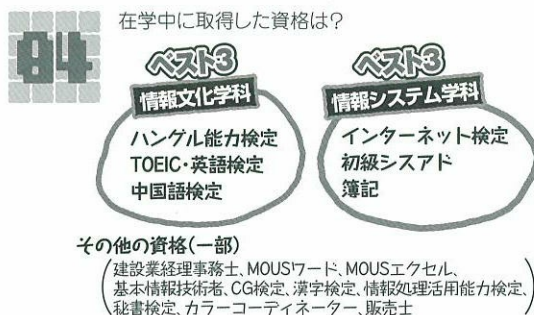 84
在学中に取得した資格は?
ベスト3
情報文化学科
ハングル能力検定
TOEIC・英語検定
中国語検定
ベスト3
情報システム学科
インターネット検定
初級シスアド
簿記
その他の資格(一部)
建設業経理事務士、MOUSワード、MOUSエクセル、
基本情報技術者、CG検定、漢字検定、情報処理活用能力検定、
秘書検定、カラーコーディネーター、販売士